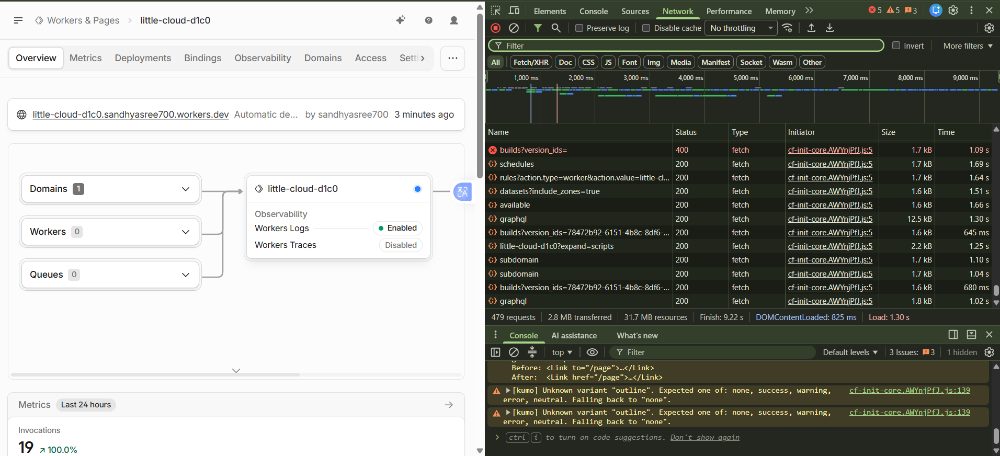 Workers & Pages > little-cloud-d1c0
Overview Metrics Deployments Bindings Observability Domains Access Setti
little-cloud-d1c0.sandhyasree700.workers.dev Automatic de... by sandhyasree700 3 minutes ago
Domains 1
Workers 0
Queues 0
little-cloud-d1c0
Observability
Workers Logs Enabled
Workers Traces Disabled
Metrics Last 24 hours
Invocations
19 100.0%
Elements Console Sources Network Performance Memory 5 5 3
Preserve log Disable cache No throttling
Filter Invert More filters
All Fetch/XHR Doc CSS JS Font Img Media Manifest Socket Wasm Other
1,000 ms 2,000 ms 3,000 ms 4,000 ms 5,000 ms 6,000 ms 7,000 ms 8,000 ms 9,000 ms
Name Status Type Initiator Size Time
builds?version_ids= 400 fetch cf-init-core.AWYnjPfJ.js:5 1.7 kB 1.09 s
schedules 200 fetch cf-init-core.AWYnjPfJ.js:5 1.7 kB 1.69 s
rules?action.type=worker&action.value=little-cl... 200 fetch cf-init-core.AWYnjPfJ.js:5 1.7 kB 1.64 s
datasets?include_zones=true 200 fetch cf-init-core.AWYnjPfJ.js:5 1.6 kB 1.51 s
available 200 fetch cf-init-core.AWYnjPfJ.js:5 1.6 kB 1.66 s
graphql 200 fetch cf-init-core.AWYnjPfJ.js:5 12.5 kB 1.30 s
builds?version_ids=78472b92-6151-4b8c-8df6-... 200 fetch cf-init-core.AWYnjPfJ.js:5 1.6 kB 645 ms
little-cloud-d1c0?expand=scripts 200 fetch cf-init-core.AWYnjPfJ.js:5 2.2 kB 1.25 s
subdomain 200 fetch cf-init-core.AWYnjPfJ.js:5 1.7 kB 1.10 s
subdomain 200 fetch cf-init-core.AWYnjPfJ.js:5 1.7 kB 1.04 s
builds?version_ids=78472b92-6151-4b8c-8df6-... 200 fetch cf-init-core.AWYnjPfJ.js:5 1.6 kB 680 ms
graphql 200 fetch cf-init-core.AWYnjPfJ.js:5 1.8 kB 1.02 s
479 requests 2.8 MB transferred 31.7 MB resources Finish: 9.22 s DOMContentLoaded: 825 ms Load: 1.30 s
Console AI assistance What's new
top Filter Default levels 3 Issues: 3 1 hidden
Before: <Link to="/page">…</Link>
After: <Link href="/page">…</Link>
[kumo] Unknown variant "outline". Expected one of: none, success, warning, cf-init-core.AWYnjPfJ.js:139
error, neutral. Falling back to "none".
[kumo] Unknown variant "outline". Expected one of: none, success, warning, cf-init-core.AWYnjPfJ.js:139
error, neutral. Falling back to "none".
ctrl i to turn on code suggestions. Don't show again